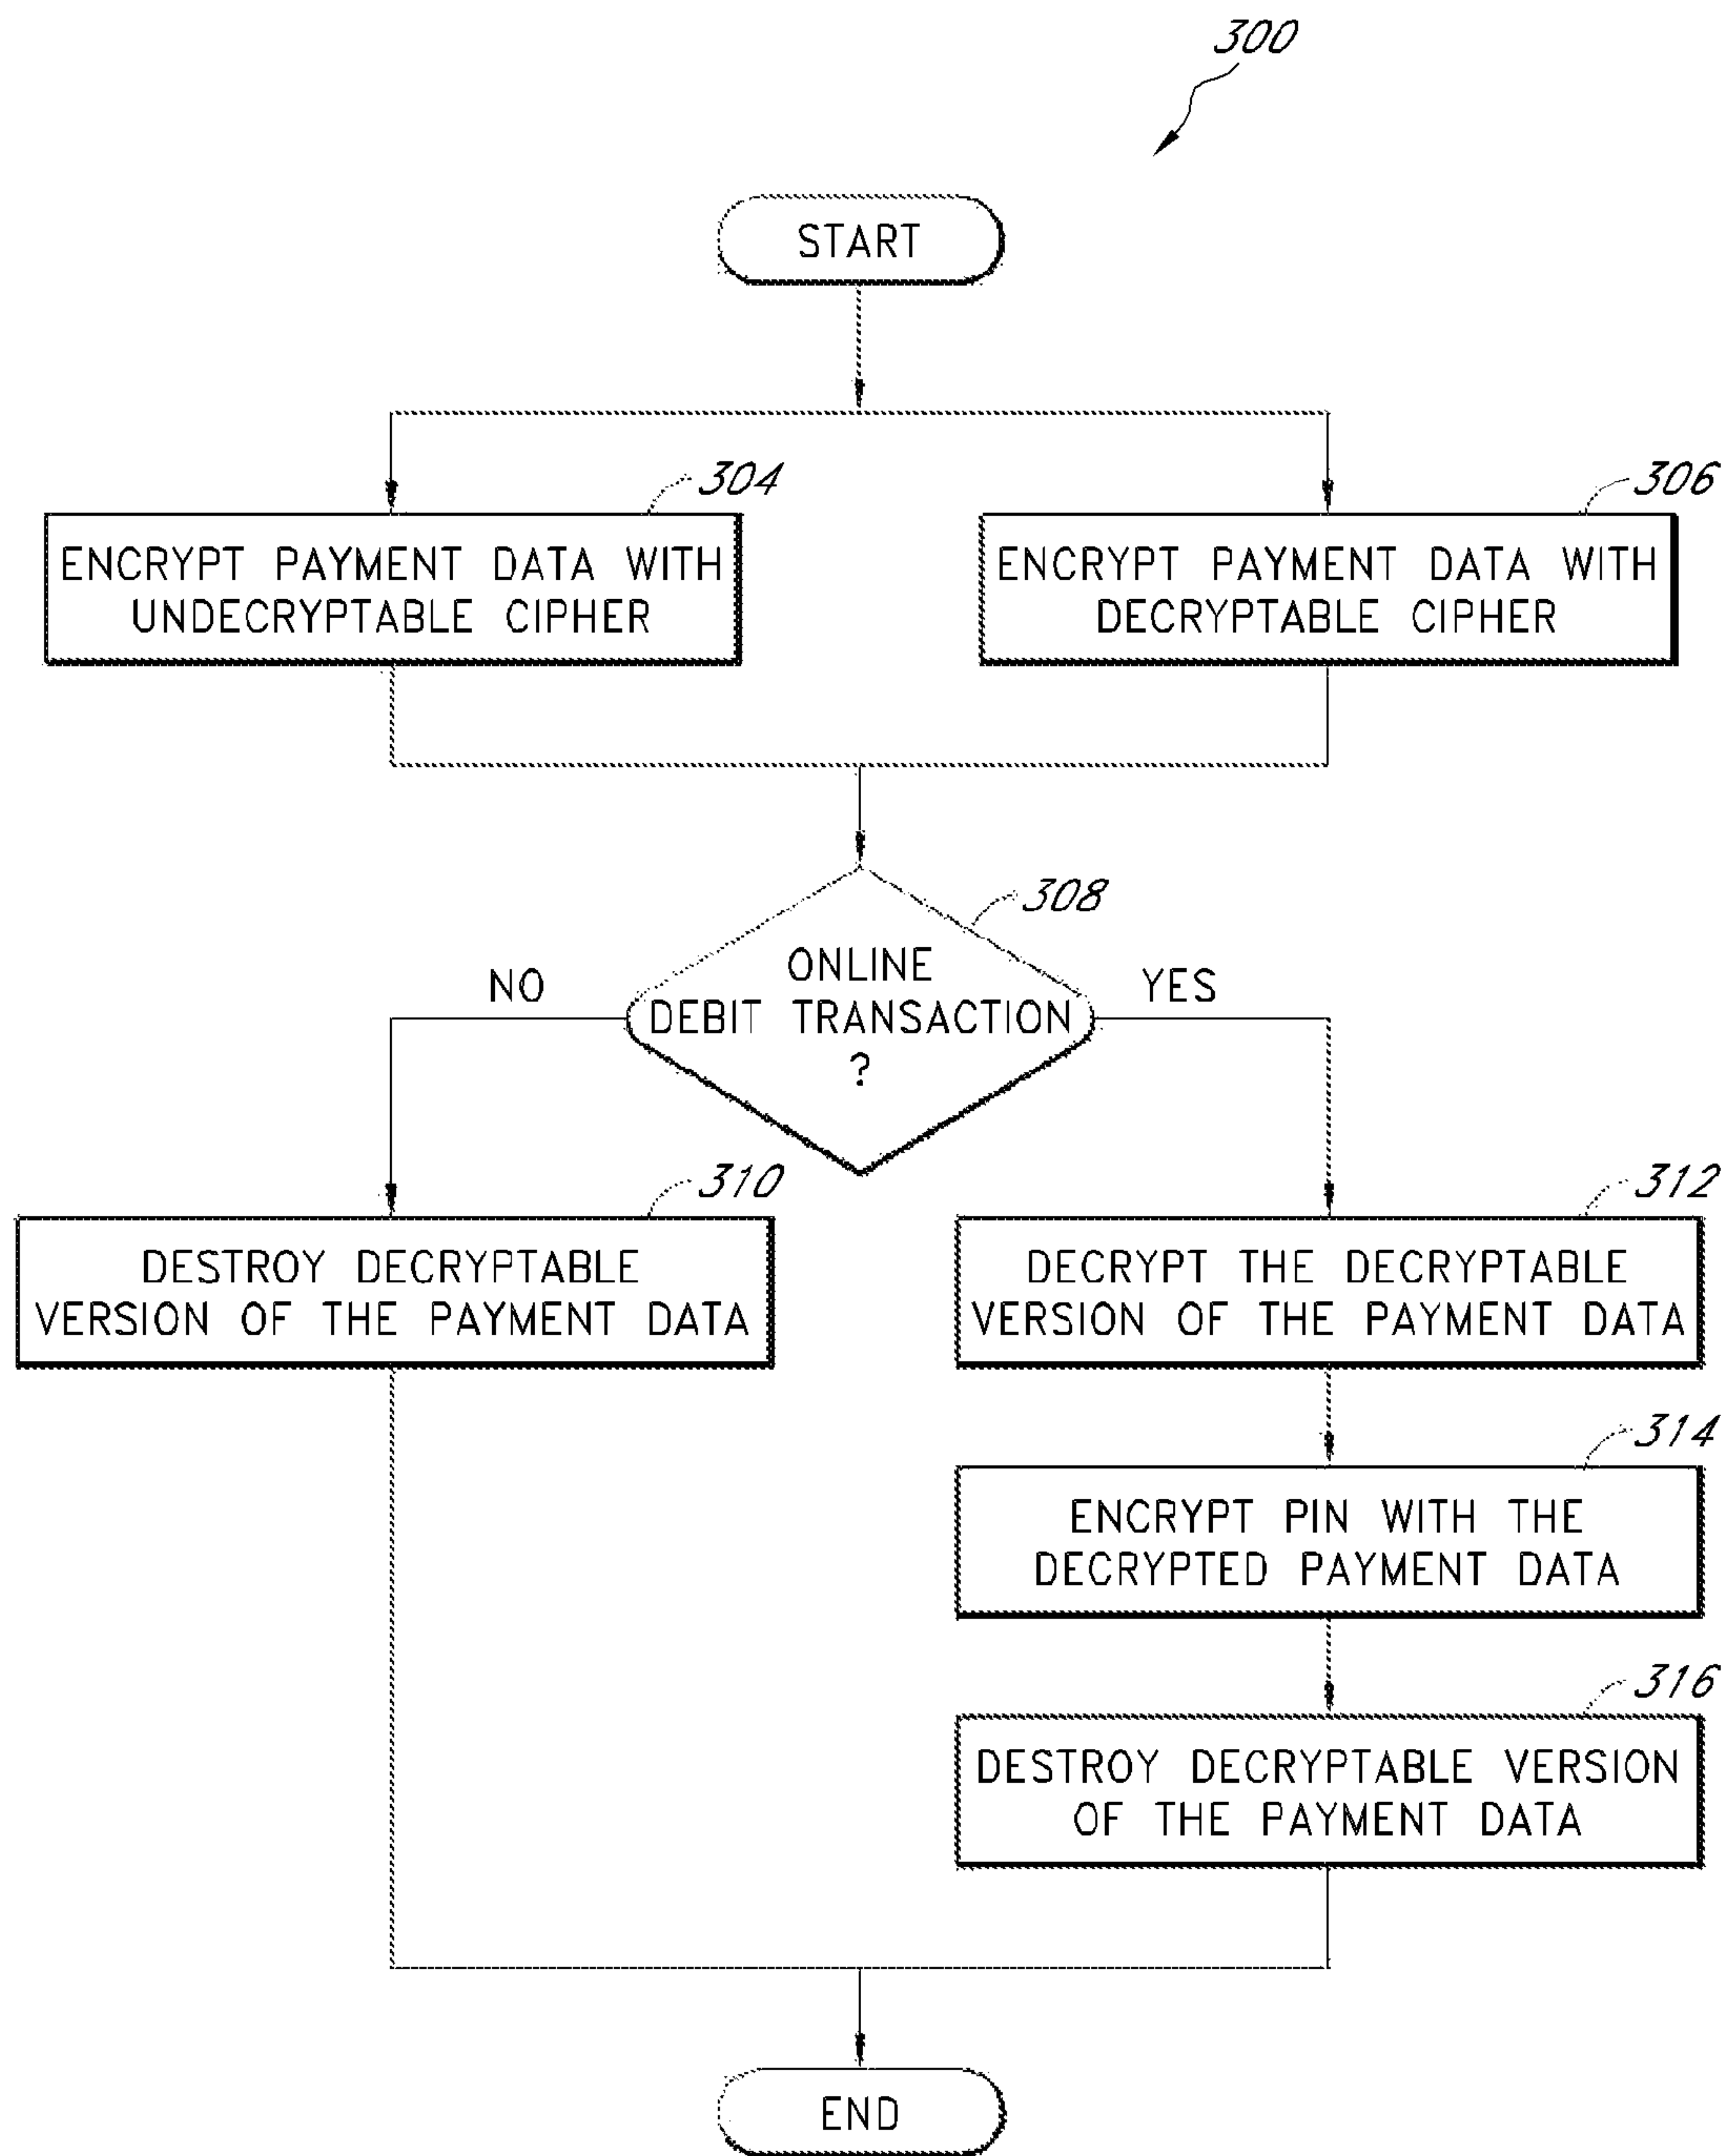 300
START
304
306
ENCRYPT PAYMENT DATA WITH
UNDECRYPTABLE CIPHER
ENCRYPT PAYMENT DATA WITH
DECRYPTABLE CIPHER
308
ONLINE
DEBIT TRANSACTION
?
NO
YES
310
312
DESTROY DECRYPTABLE
VERSION OF THE PAYMENT DATA
DECRYPT THE DECRYPTABLE
VERSION OF THE PAYMENT DATA
314
ENCRYPT PIN WITH THE
DECRYPTED PAYMENT DATA
316
DESTROY DECRYPTABLE VERSION
OF THE PAYMENT DATA
END